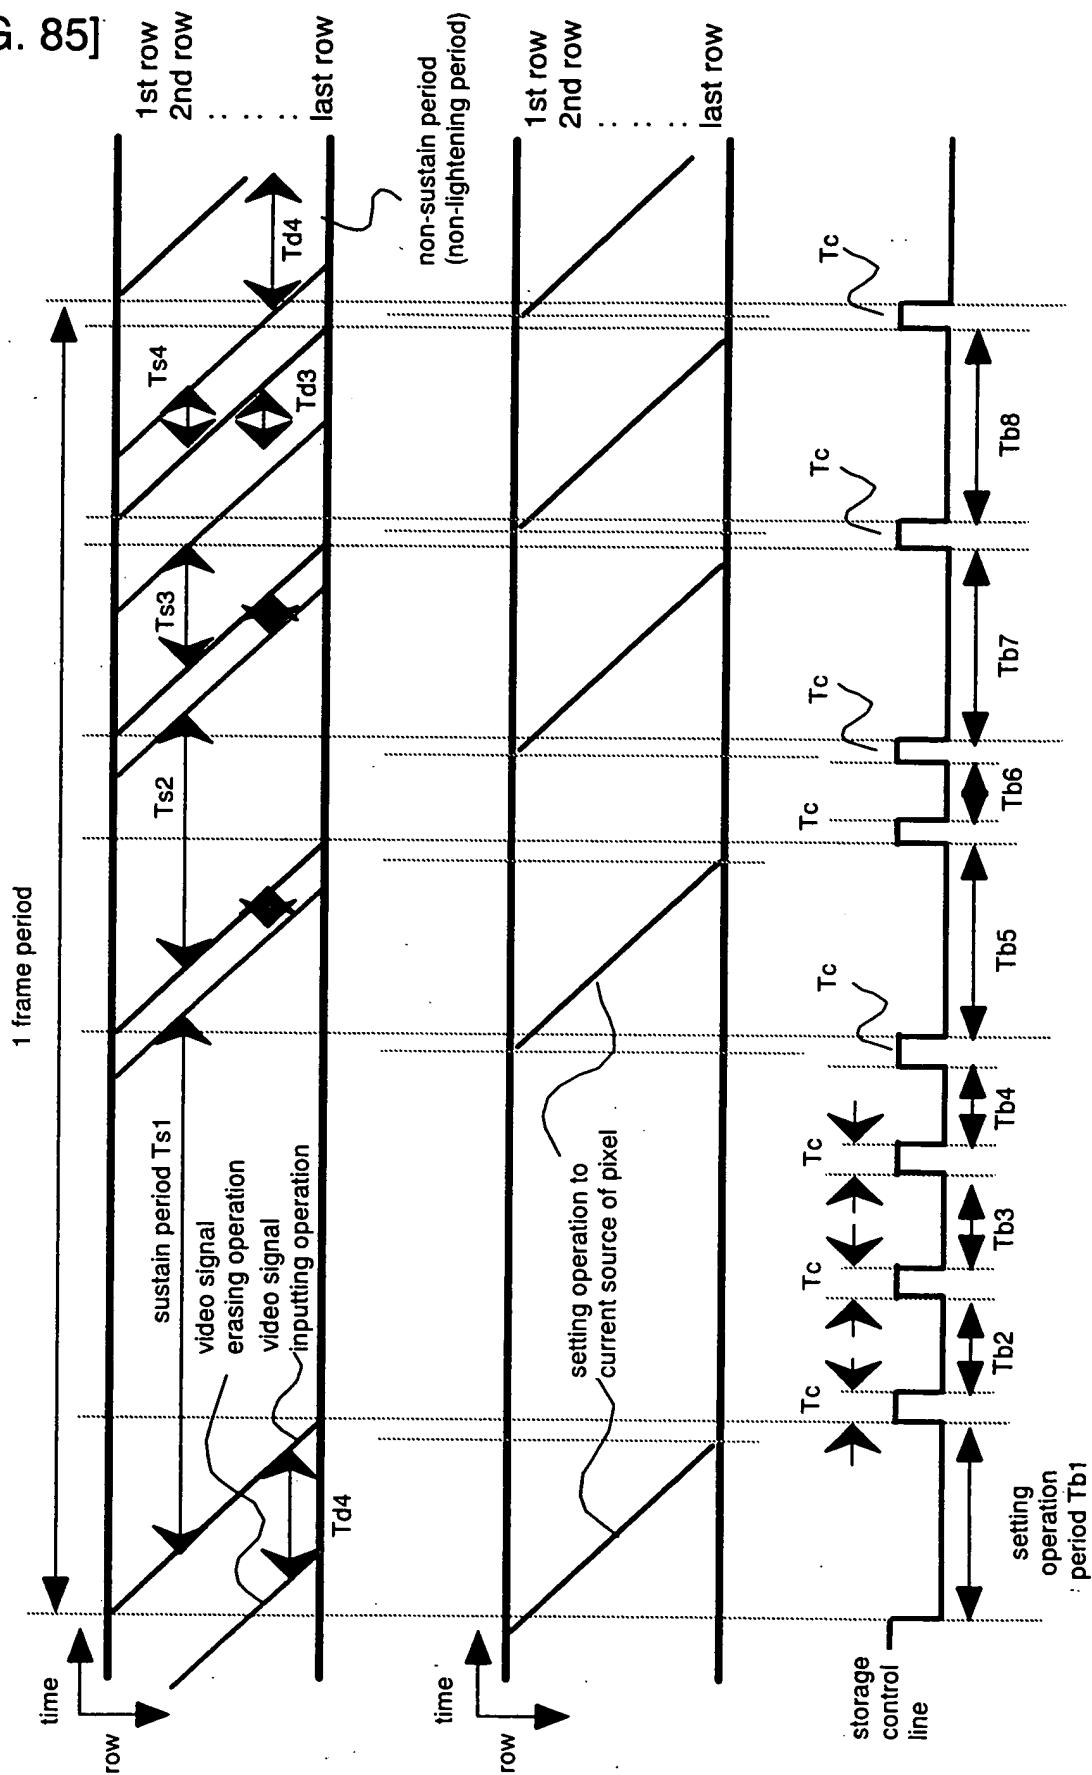 G. 85]
1 frame period
time
row
sustain period Ts1
Ts2
Ts3
Ts4
video signal
erasing operation
video signal
inputting operation
Td4
Td3
Td4
1st row
2nd row
. . . . . .
last row
non-sustain period
(non-lightening period)
time
row
setting operation to
current source of pixel
1st row
2nd row
. . . . . .
last row
storage
control
line
Tc
Tc
Tc
Tc
Tc
Tc
Tc
Tc
setting
operation
period Tb1
Tb2
Tb3
Tb4
Tb5
Tb6
Tb7
Tb8